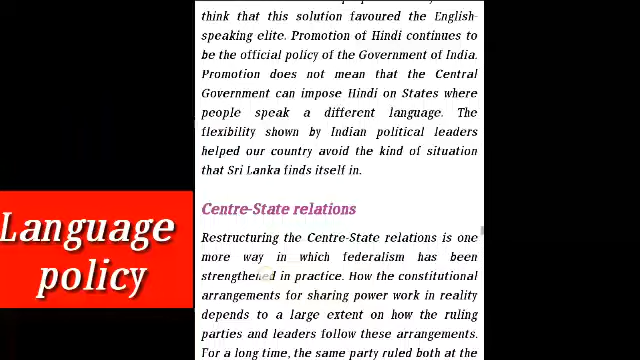 think that this solution favoured the English-
speaking elite. Promotion of Hindi continues to
be the official policy of the Government of India.
Promotion does not mean that the Central
Government can impose Hindi on States where
people speak a different language. The
flexibility shown by Indian political leaders
helped our country avoid the kind of situation
that Sri Lanka finds itself in.
Language
policy
Centre-State relations
Restructuring the Centre-State relations is one
more way in which federalism has been
strengthened in practice. How the constitutional
arrangements for sharing power work in reality
depends to a large extent on how the ruling
parties and leaders follow these arrangements.
For a long time, the same party ruled both at the